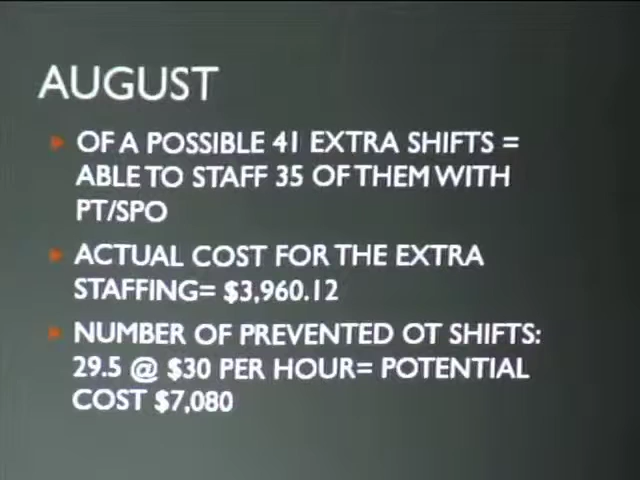 AUGUST
OF A POSSIBLE 41 EXTRA SHIFTS =
ABLE TO STAFF 35 OF THEM WITH
PT/SPO
ACTUAL COST FOR THE EXTRA
STAFFING= $3,960.12
NUMBER OF PREVENTED OT SHIFTS:
29.5 @ $30 PER HOUR= POTENTIAL
COST $7,080